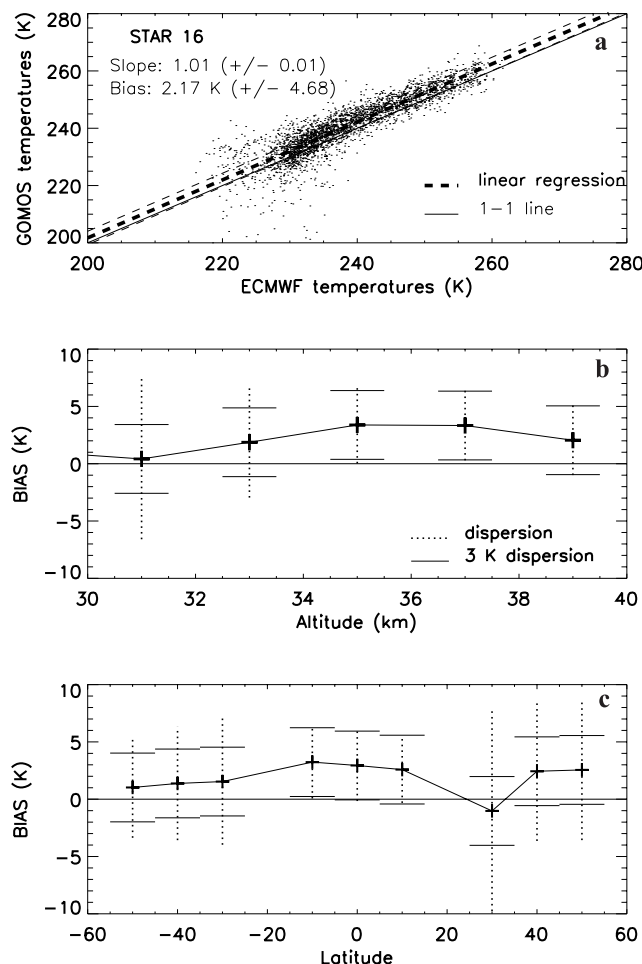 280
260
240
220
200
GOMOS temperatures (K)
STAR 16
a
Slope: 1.01 (+/− 0.01)
Bias: 2.17 K (+/− 4.68)
linear regression
1−1 line
200 220 240 260 280
ECMWF temperatures (K)
10
5
0
−5
−10
BIAS (K)
b
dispersion
3 K dispersion
30 32 34 36 38 40
Altitude (km)
10
5
0
−5
−10
BIAS (K)
c
−60 −40 −20 0 20 40 60
Latitude